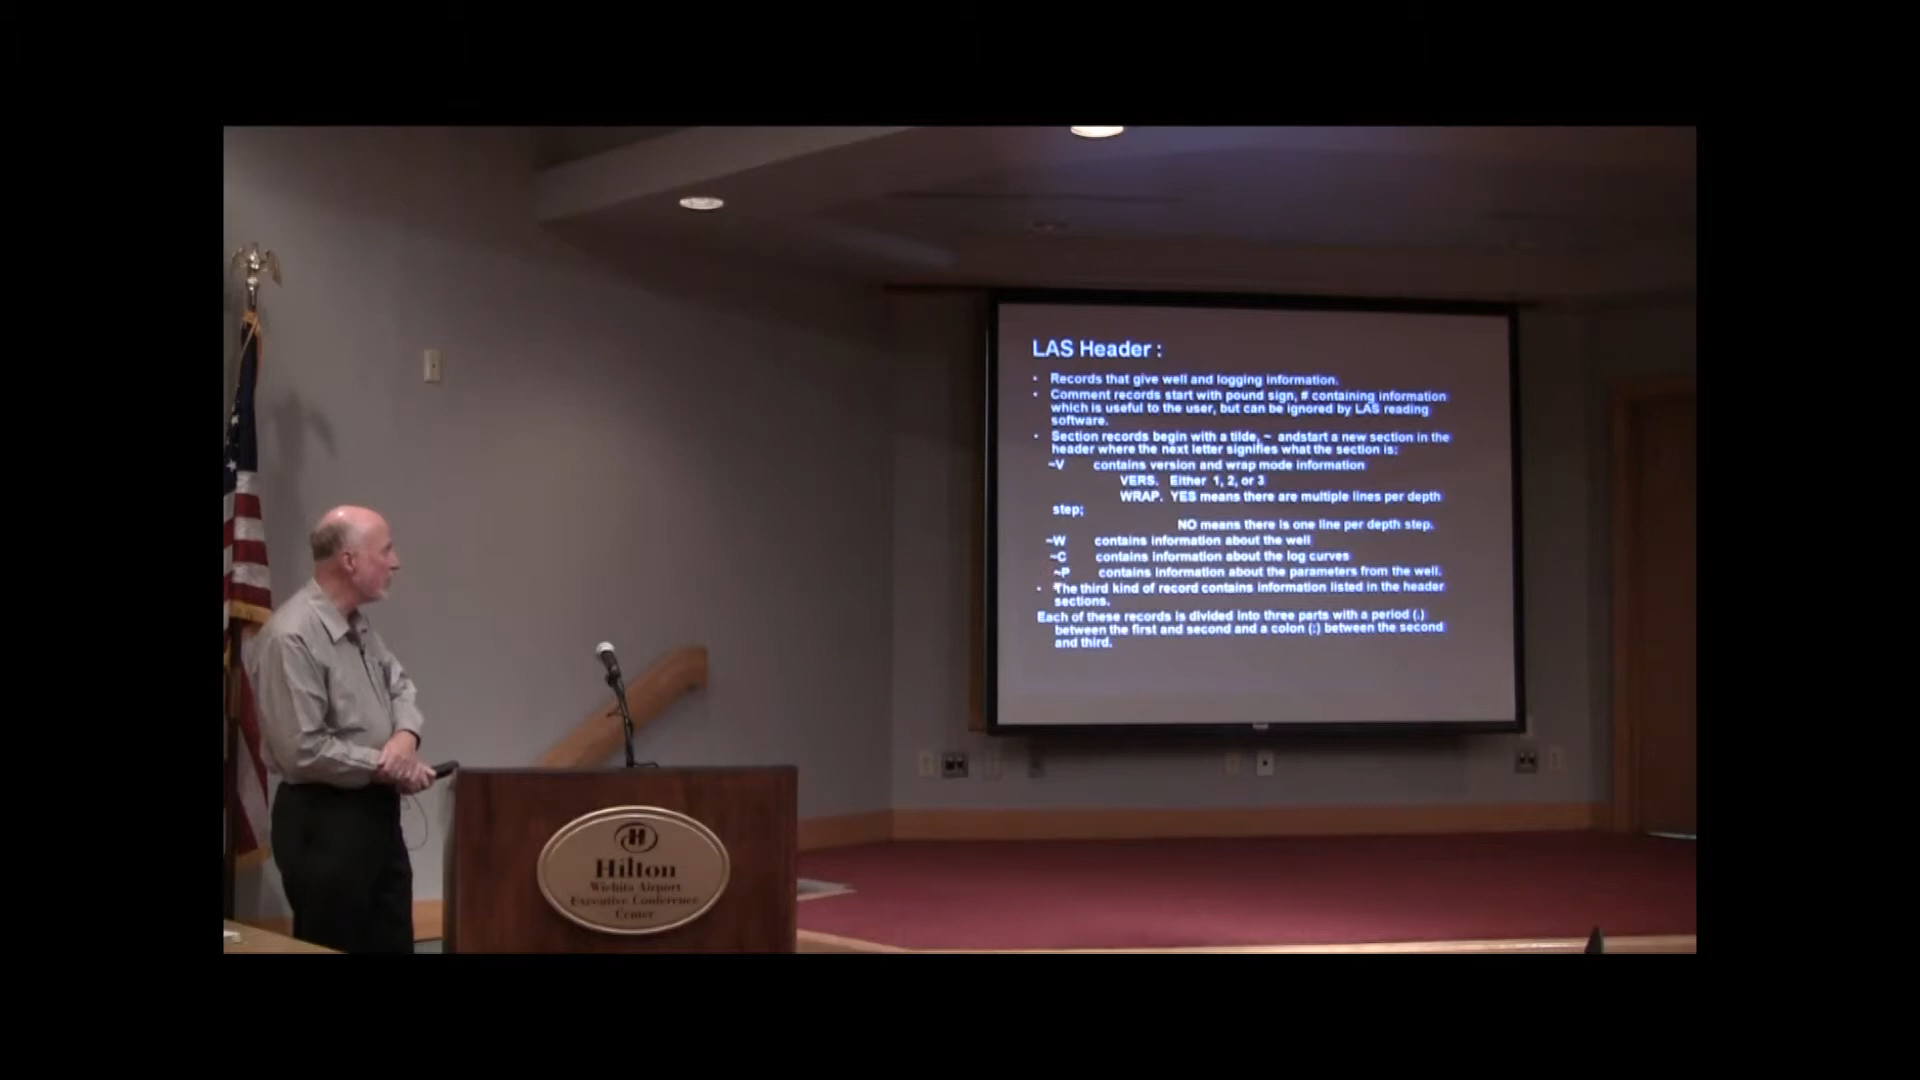 LAS Header :
• Records that give well and logging information.
• Comment records start with pound sign, # containing information
which is useful to the user, but can be ignored by LAS reading
software.
• Section records begin with a tilde, ~ andstart a new section in the
header where the next letter signifies what the section is:
~V contains version and wrap mode information
VERS. Either 1, 2, or 3
WRAP. YES means there are multiple lines per depth
step;
NO means there is one line per depth step.
~W contains information about the well
~C contains information about the log curves
~P contains information about the parameters from the well.
• The third kind of record contains information listed in the header
sections.
Each of these records is divided into three parts with a period (.)
between the first and second and a colon (:) between the second
and third.
H
Hilton
Wichita Airport
Executive Conference
Center